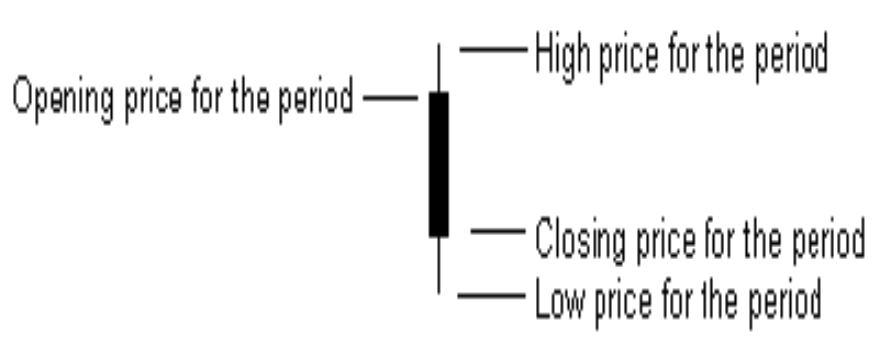 High price for the period
Opening price for the period
Closing price for the period
Low price for the period